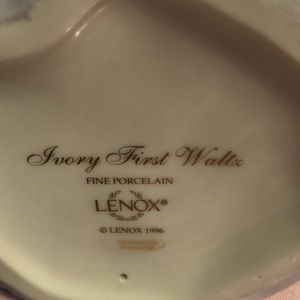 Ivory First Waltz
FINE PORCELAIN
LENOX®
© LENOX 1996